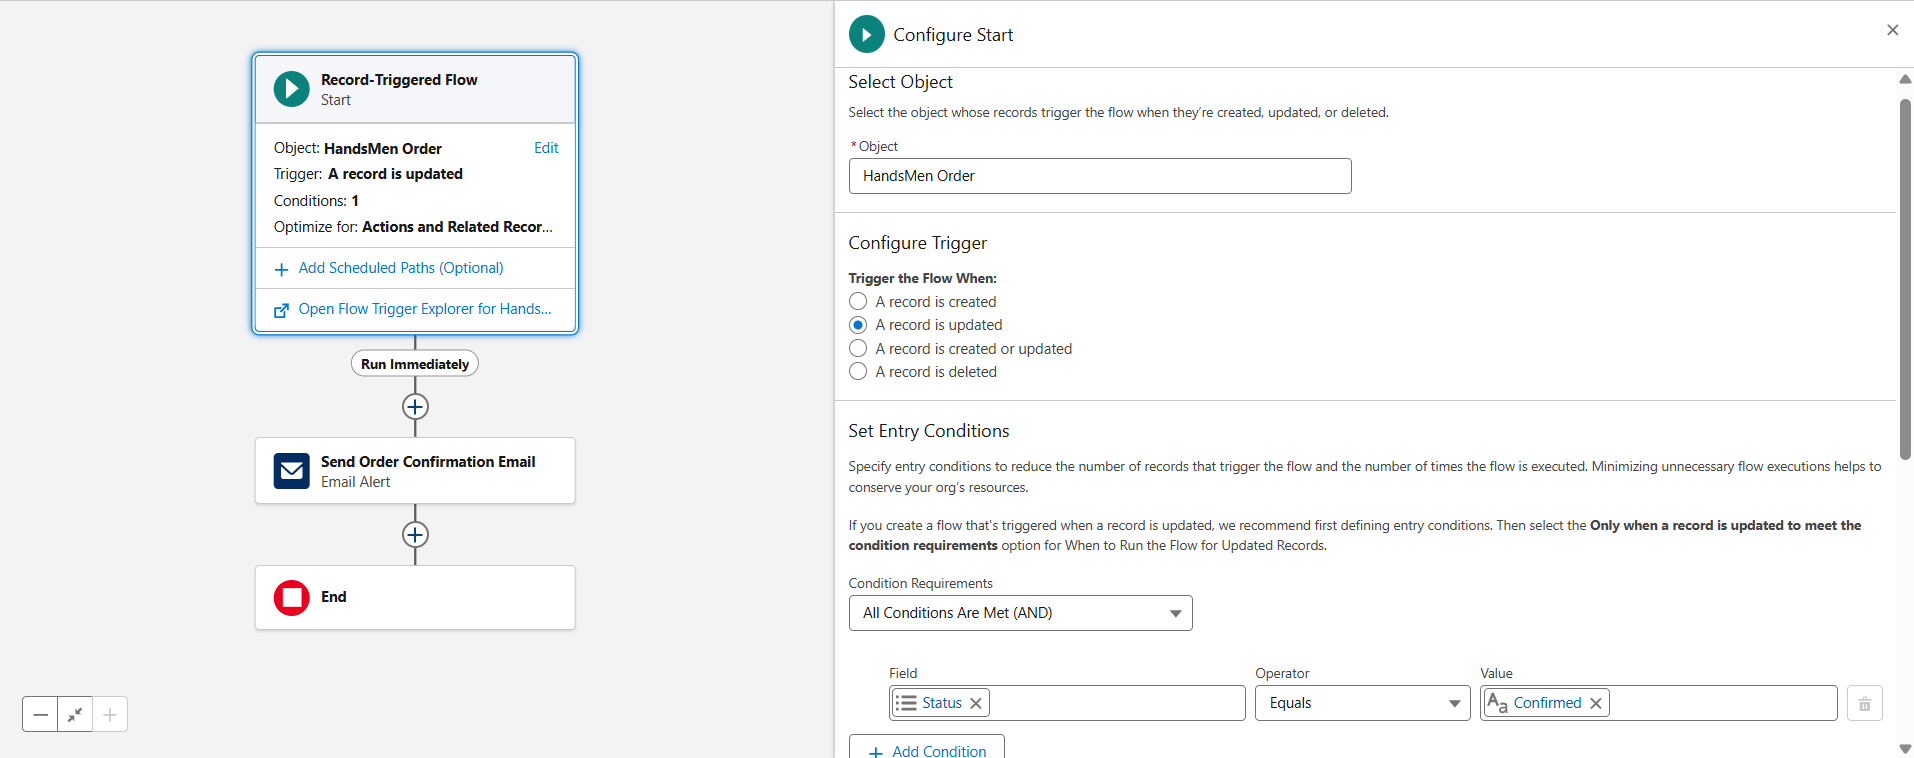 Record-Triggered Flow
Start
Object: HandsMen Order Edit
Trigger: A record is updated
Conditions: 1
Optimize for: Actions and Related Recor...
Add Scheduled Paths (Optional)
Open Flow Trigger Explorer for Hands...
Run Immediately
Send Order Confirmation Email
Email Alert
End
Configure Start
Select Object
Select the object whose records trigger the flow when they’re created, updated, or deleted.
*Object
HandsMen Order
Configure Trigger
Trigger the Flow When:
A record is created
A record is updated
A record is created or updated
A record is deleted
Set Entry Conditions
Specify entry conditions to reduce the number of records that trigger the flow and the number of times the flow is executed. Minimizing unnecessary flow executions helps to
conserve your org’s resources.
If you create a flow that's triggered when a record is updated, we recommend first defining entry conditions. Then select the Only when a record is updated to meet the
condition requirements option for When to Run the Flow for Updated Records.
Condition Requirements
All Conditions Are Met (AND)
Field Operator Value
Status Equals Aa Confirmed
Add Condition